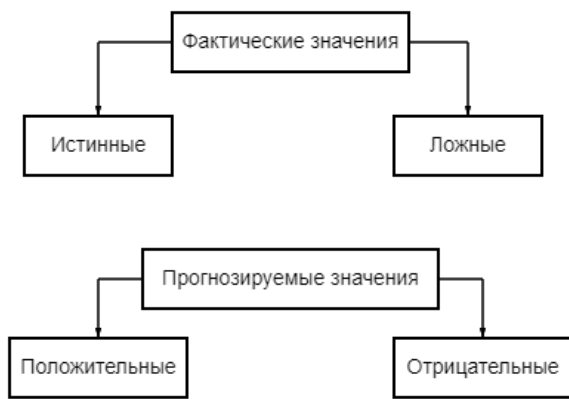 Фактические значения
Истинные
Ложные
Прогнозируемые значения
Положительные
Отрицательные